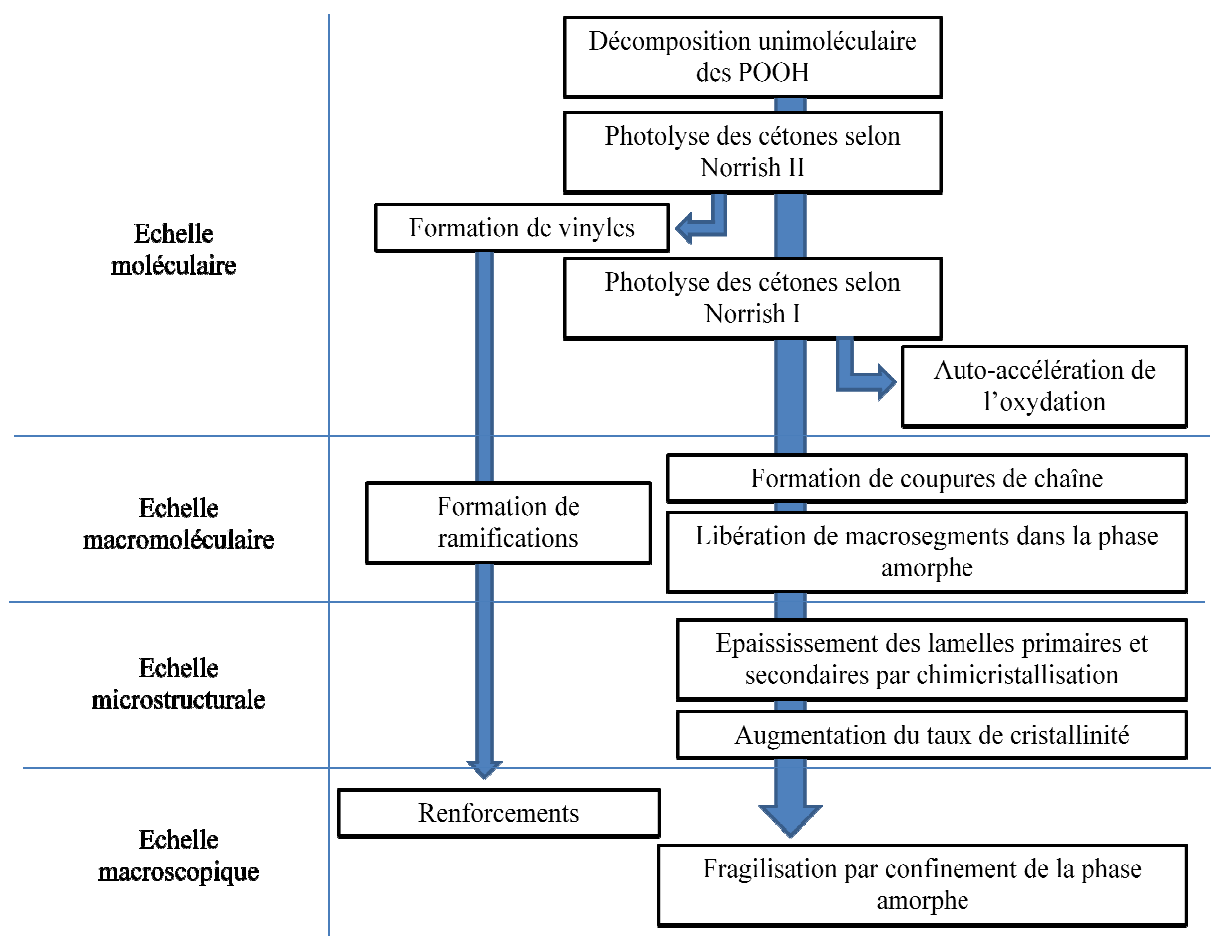 Décomposition unimoléculaire
des POOH
Photolyse des cétones selon
Norrish II
Formation de vinyles
Echelle
moléculaire
Photolyse des cétones selon
Norrish I
Auto-accélération de
l'oxydation
Echelle
macromoléculaire
Formation de coupures de chaîne
Formation de
ramifications
Libération de macrosegments dans la phase
amorphe
Echelle
microstructurale
Epaississement des lamelles primaires et
secondaires par chimicristallisation
Augmentation du taux de cristallinité
Echelle
macroscopique
Renforcements
Fragilisation par confinement de la phase
amorphe